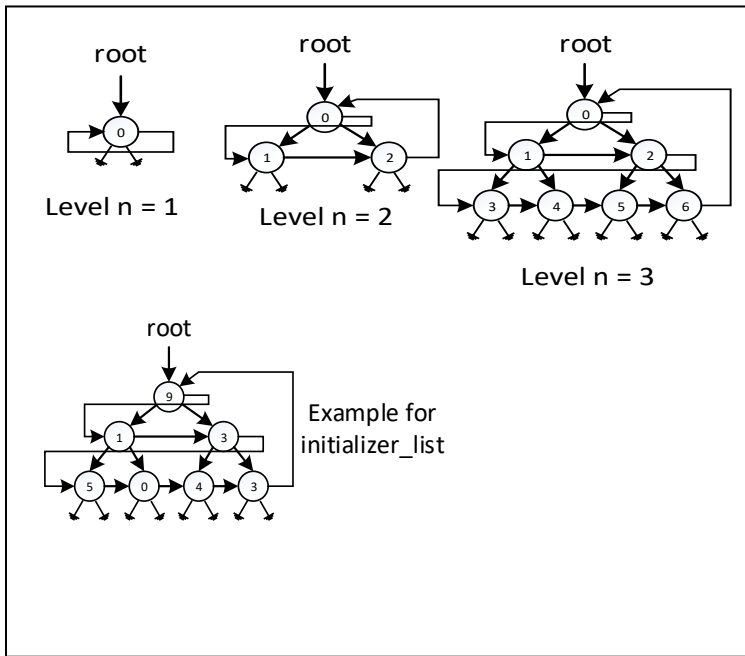 root
0
Level n = 1
root
0
1
2
Level n = 2
root
0
1
2
3
4
5
6
Level n = 3
root
9
1
3
5
0
4
3
Example for
initializer_list